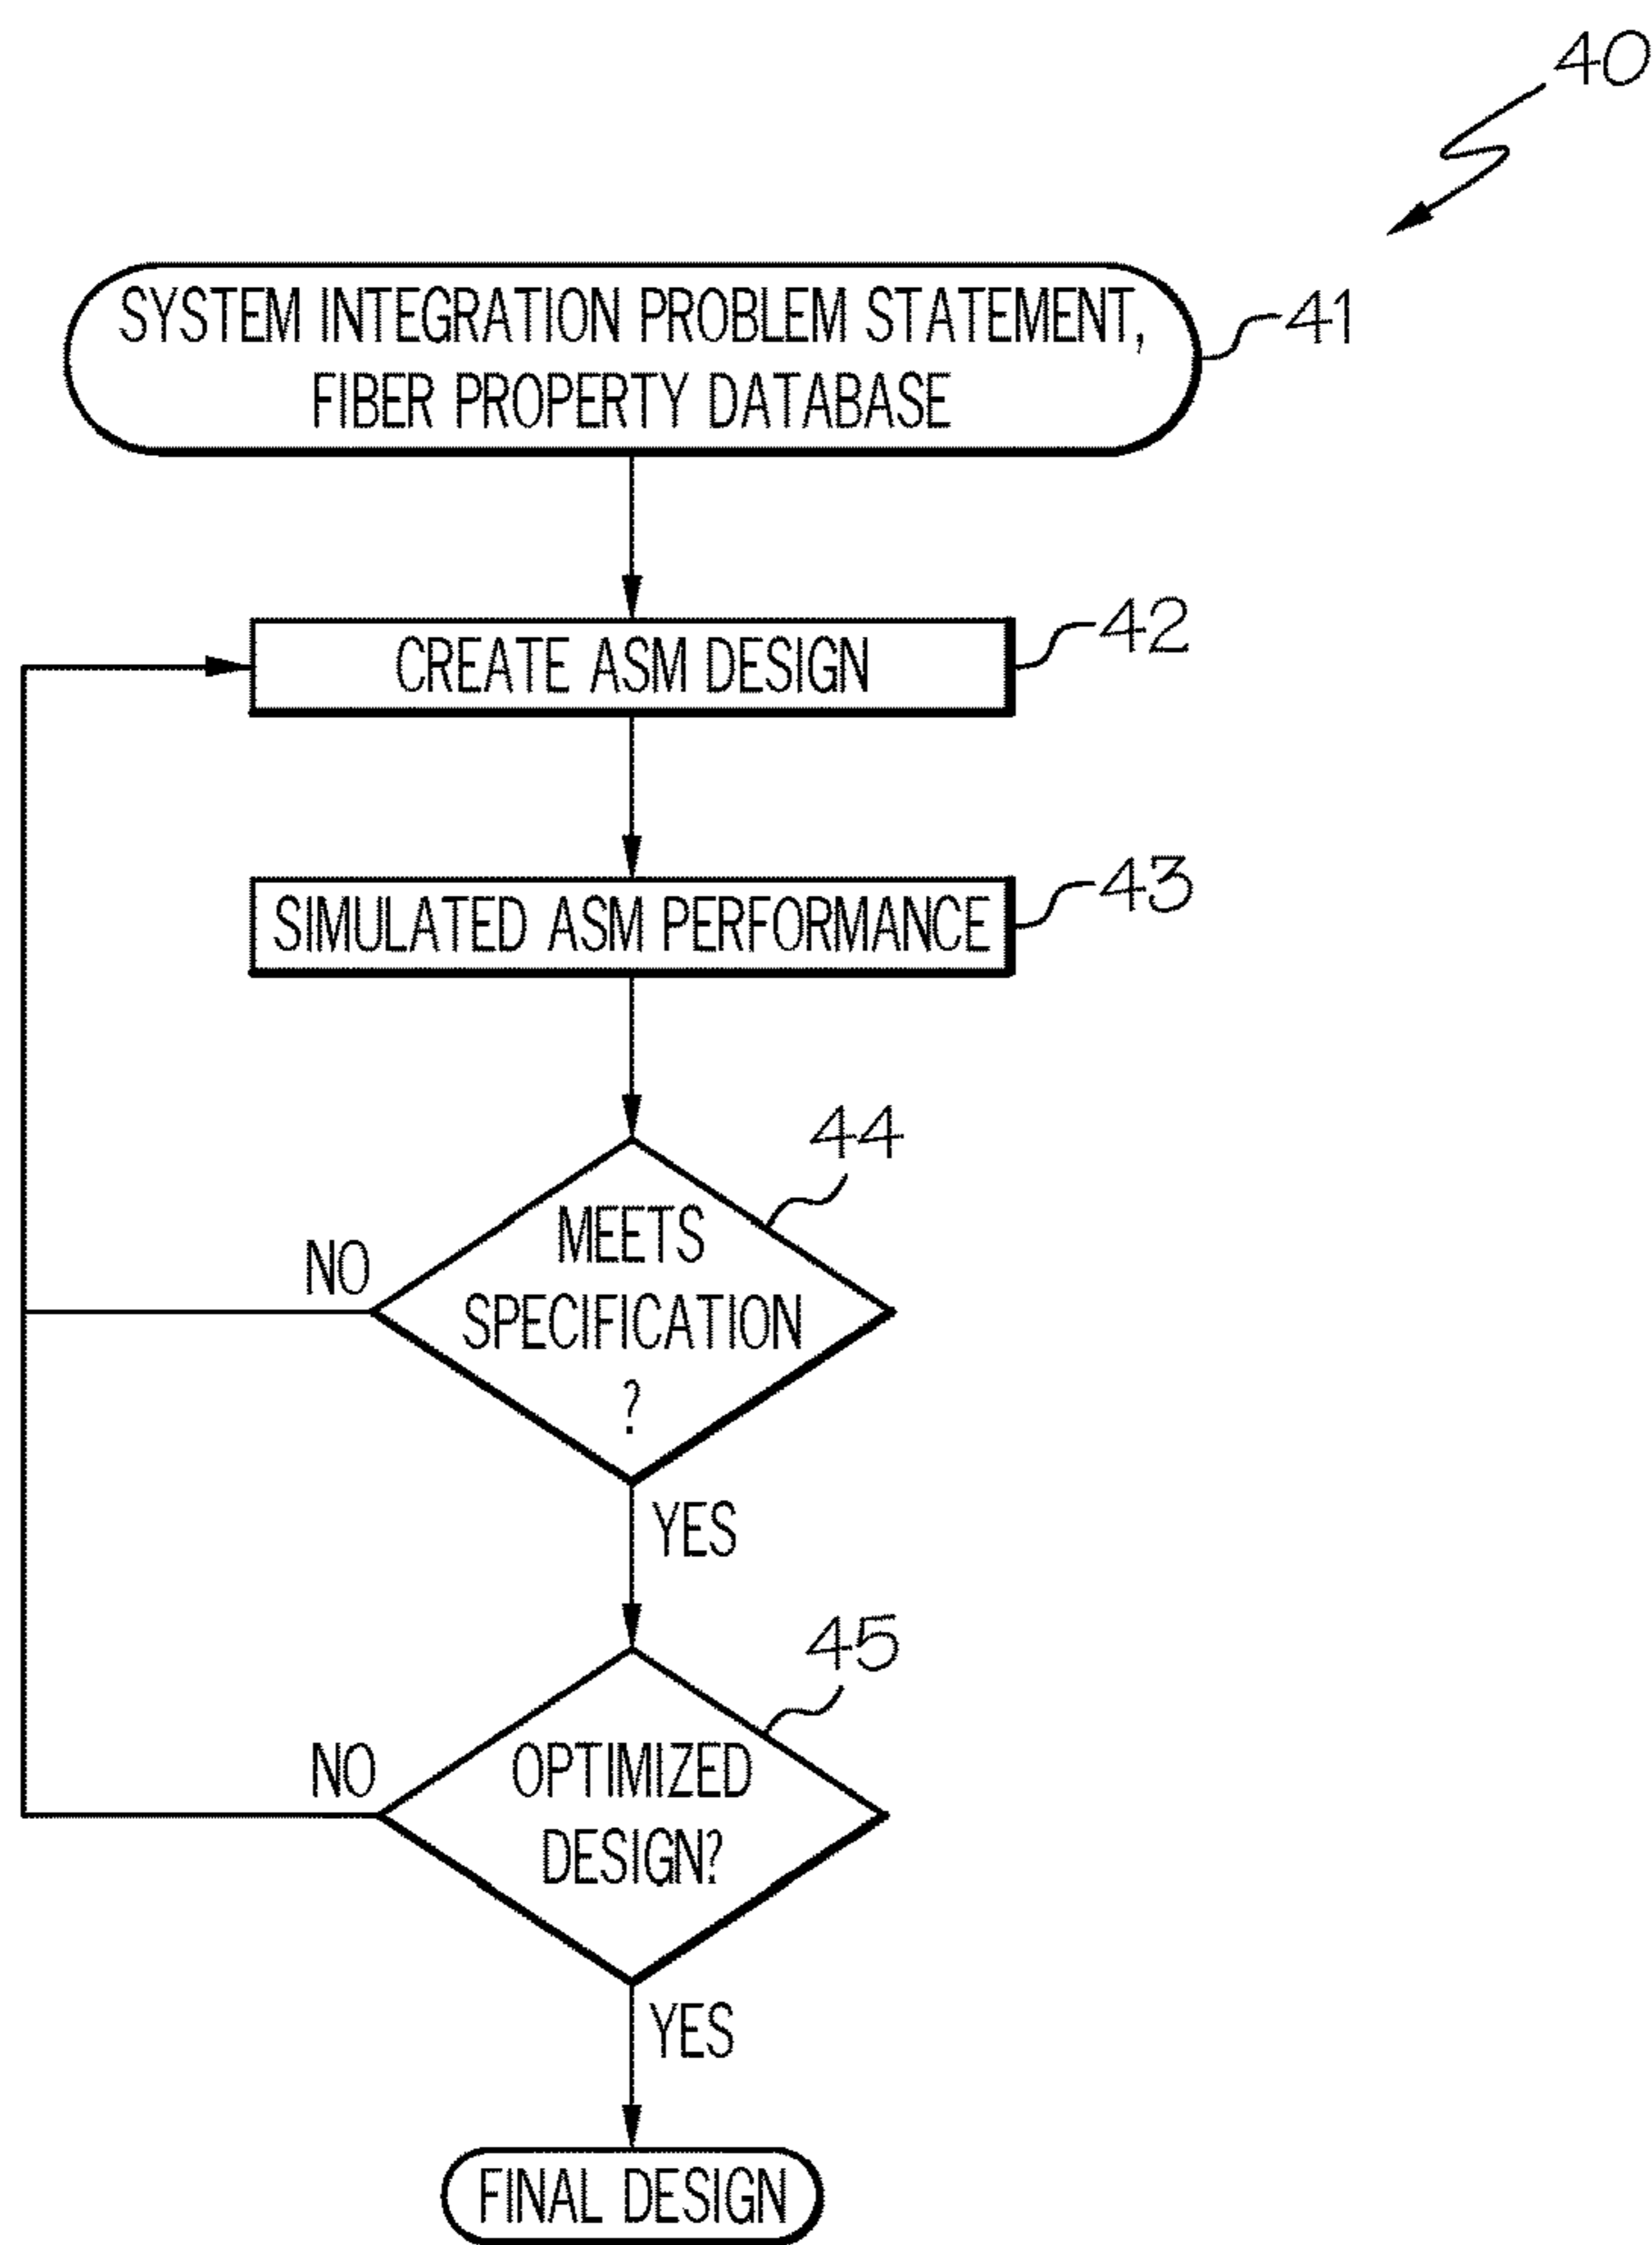 40
SYSTEM INTEGRATION PROBLEM STATEMENT,
FIBER PROPERTY DATABASE
41
CREATE ASM DESIGN
42
SIMULATED ASM PERFORMANCE
43
44
MEETS
SPECIFICATION
?
NO
YES
45
OPTIMIZED
DESIGN?
NO
YES
FINAL DESIGN